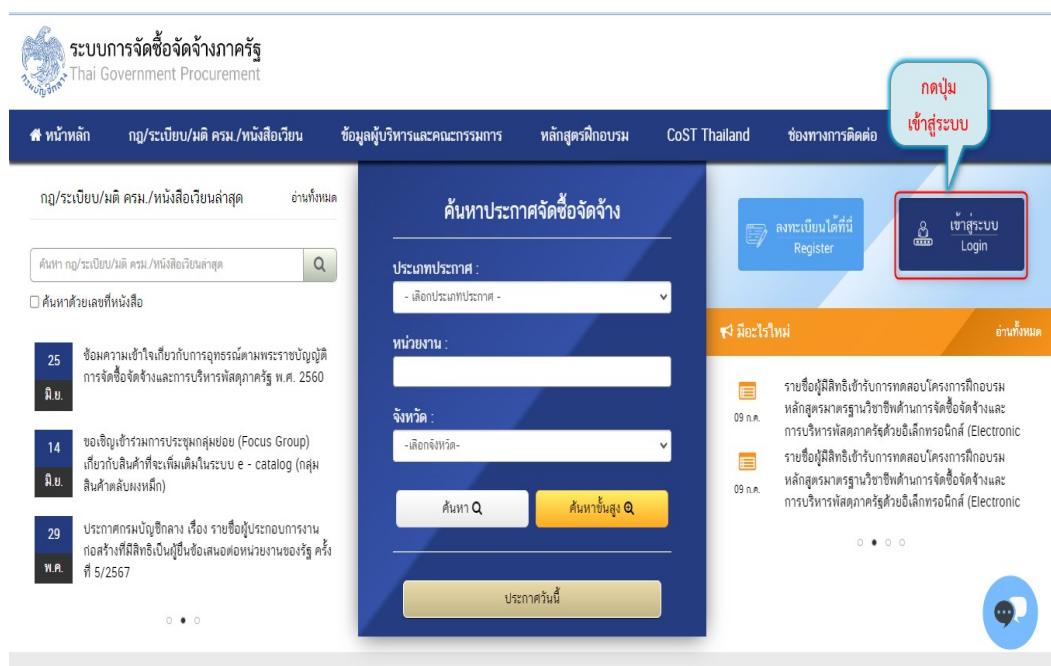 ระบบการจัดซื้อจัดจ้างภาครัฐ
Thai Government Procurement
กรมบัญชีกลาง
กดปุ่ม
เข้าสู่ระบบ
หน้าหลัก
กฎ/ระเบียบ/มติ ครม./หนังสือเวียน
ข้อมูลผู้บริหารและคณะกรรมการ
หลักสูตรฝึกอบรม
CoST Thailand
ช่องทางการติดต่อ
กฎ/ระเบียบ/มติ ครม./หนังสือเวียนล่าสุด
อ่านทั้งหมด
ค้นหา กฎ/ระเบียบ/มติ ครม./หนังสือเวียนล่าสุด
ค้นหาด้วยเลขที่หนังสือ
25
มิ.ย.
ซ้อมความเข้าใจเกี่ยวกับการอุทธรณ์ตามพระราชบัญญัติ
การจัดซื้อจัดจ้างและการบริหารพัสดุภาครัฐ พ.ศ. 2560
14
มิ.ย.
ขอเชิญเข้าร่วมการประชุมกลุ่มย่อย (Focus Group)
เกี่ยวกับสินค้าที่จะเพิ่มเติมในระบบ e - catalog (กลุ่ม
สินค้าตลับผงหมึก)
29
พ.ค.
ประกาศกรมบัญชีกลาง เรื่อง รายชื่อผู้ประกอบการงาน
ก่อสร้างที่มีสิทธิเป็นผู้ยื่นข้อเสนอต่อหน่วยงานของรัฐ ครั้ง
ที่ 5/2567
ค้นหาประกาศจัดซื้อจัดจ้าง
ประเภทประกาศ :
- เลือกประเภทประกาศ -
หน่วยงาน :
จังหวัด :
-เลือกจังหวัด-
ค้นหา
ค้นหาขั้นสูง
ประกาศวันนี้
ลงทะเบียนได้ที่นี่
Register
เข้าสู่ระบบ
Login
มีอะไรใหม่
อ่านทั้งหมด
09 ก.ค.
รายชื่อผู้มีสิทธิเข้ารับการทดสอบโครงการฝึกอบรม
หลักสูตรมาตรฐานวิชาชีพด้านการจัดซื้อจัดจ้างและ
การบริหารพัสดุภาครัฐด้วยอิเล็กทรอนิกส์ (Electronic
09 ก.ค.
รายชื่อผู้มีสิทธิเข้ารับการทดสอบโครงการฝึกอบรม
หลักสูตรมาตรฐานวิชาชีพด้านการจัดซื้อจัดจ้างและ
การบริหารพัสดุภาครัฐด้วยอิเล็กทรอนิกส์ (Electronic